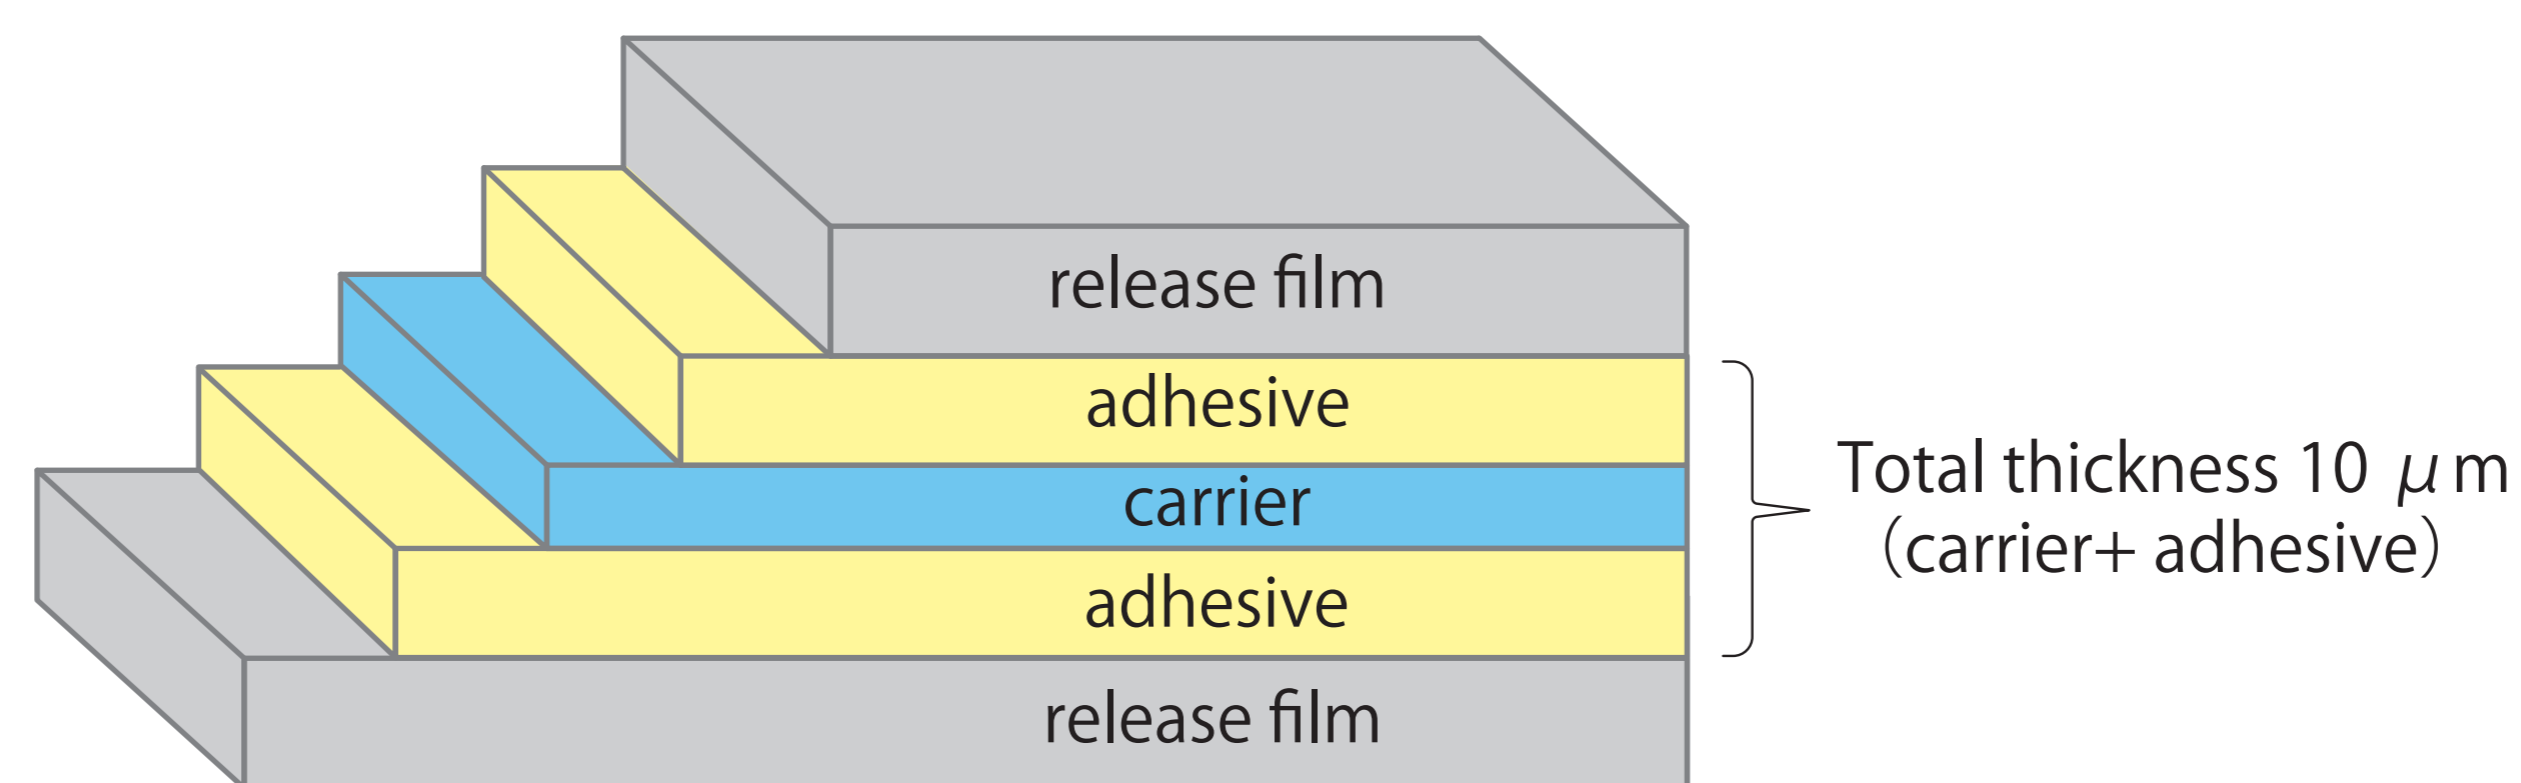 release film
adhesive
carrier
adhesive
release film
Total thickness 10 μm
（carrier+ adhesive）